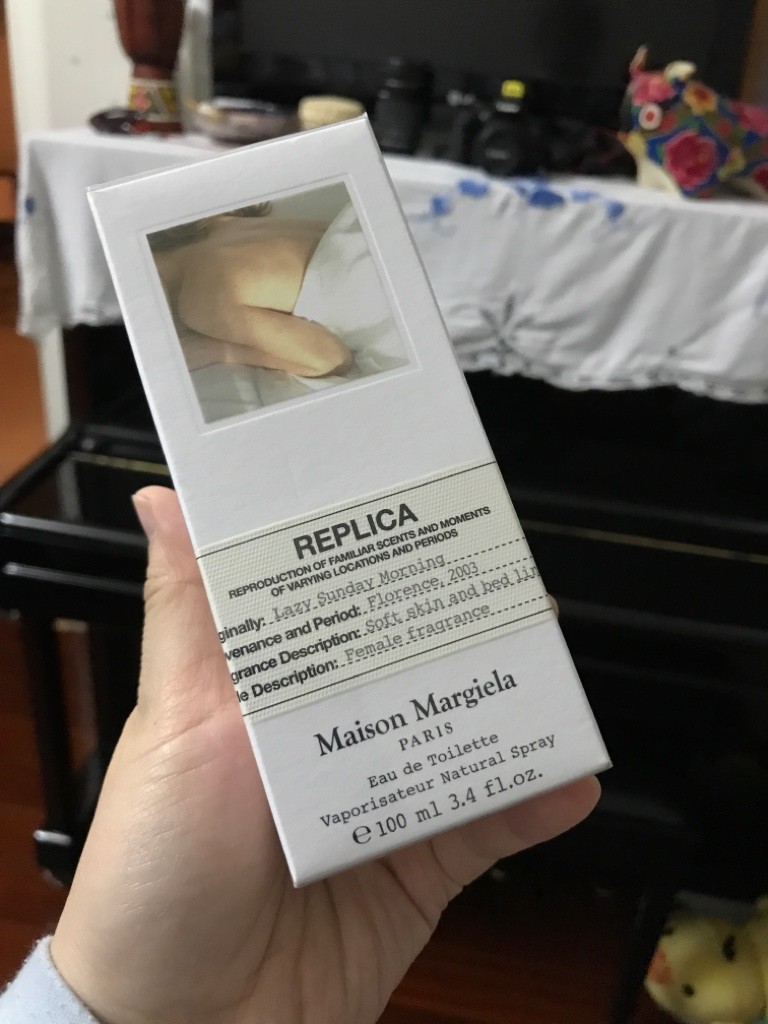 REPLICA
REPRODUCTION OF FAMILIAR SCENTS AND MOMENTS
OF VARYING LOCATIONS AND PERIODS
ginally: Lazy Sunday Morning
venance and Period: Florence, 2003
grance Description: Soft skin and bed lin
le Description: Female fragrance
Maison Margiela
PARIS
Eau de Toilette
Vaporisateur Natural Spray
℮ 100 ml 3.4 fl.oz.